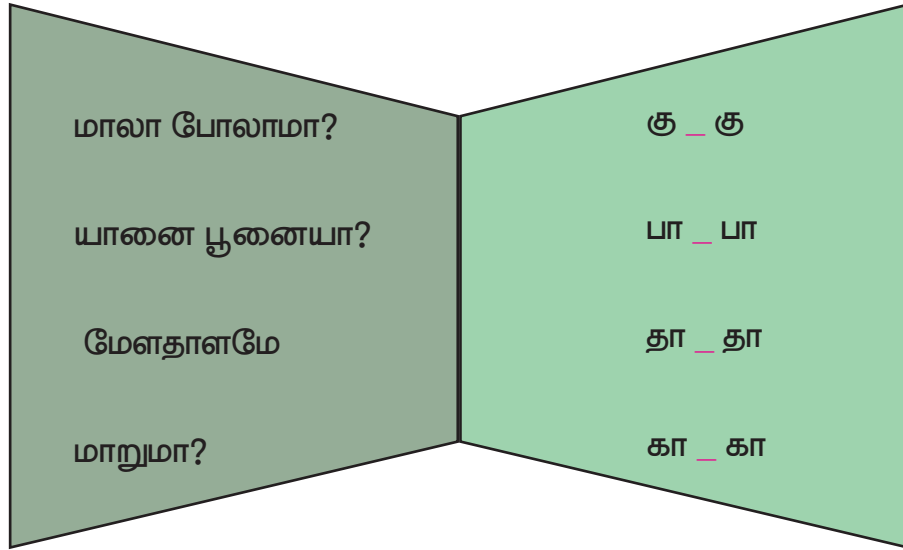 மாலா போலாமா?
யானை பூனையா?
மேளதாளமே
மாறுமா?
கு _ கு
பா _ பா
தா _ தா
கா _ கா